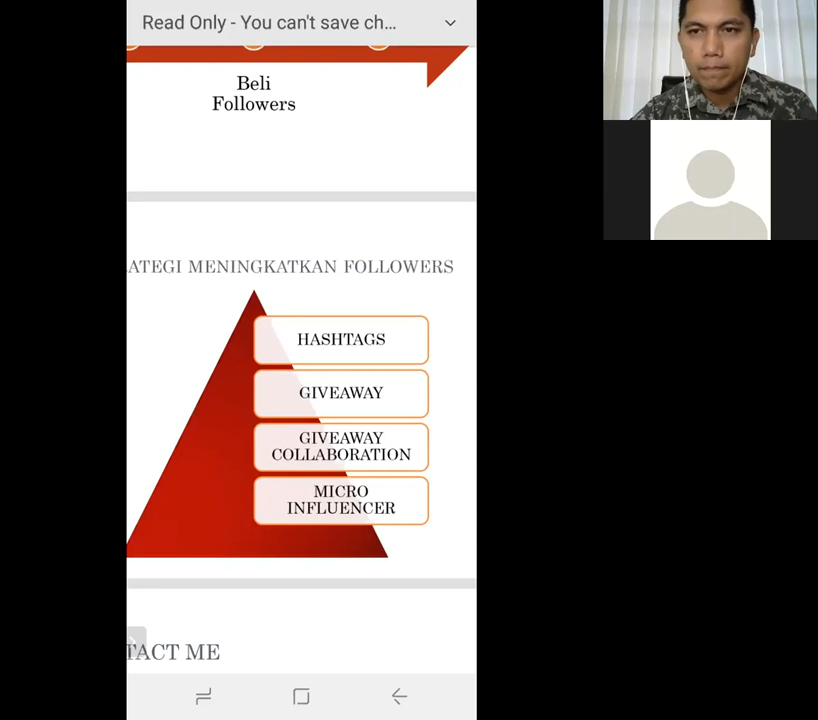 Read Only - You can't save ch...
Beli
Followers
ATEGI MENINGKATKAN FOLLOWERS
HASHTAGS
GIVEAWAY
GIVEAWAY
COLLABORATION
MICRO
INFLUENCER
TACT ME